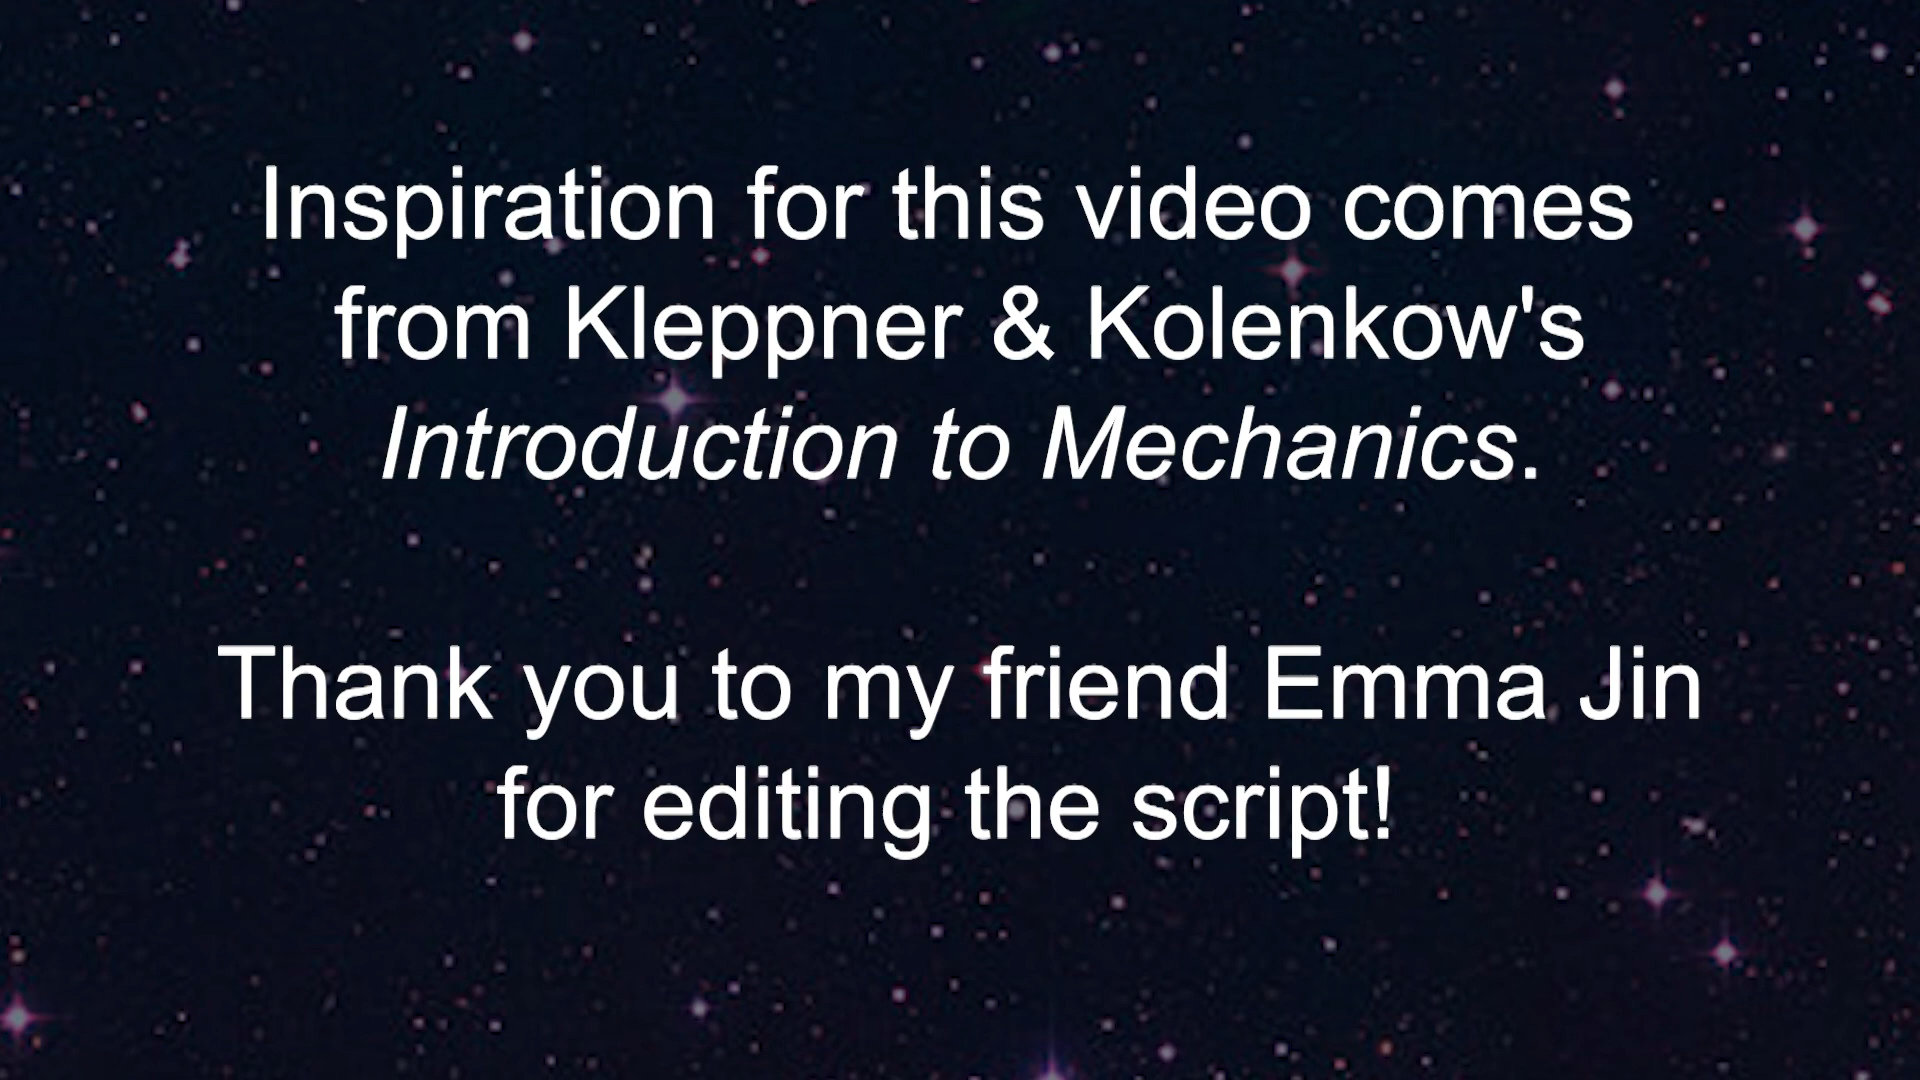 Inspiration for this video comes
from Kleppner & Kolenkow's
Introduction to Mechanics.
Thank you to my friend Emma Jin
for editing the script!